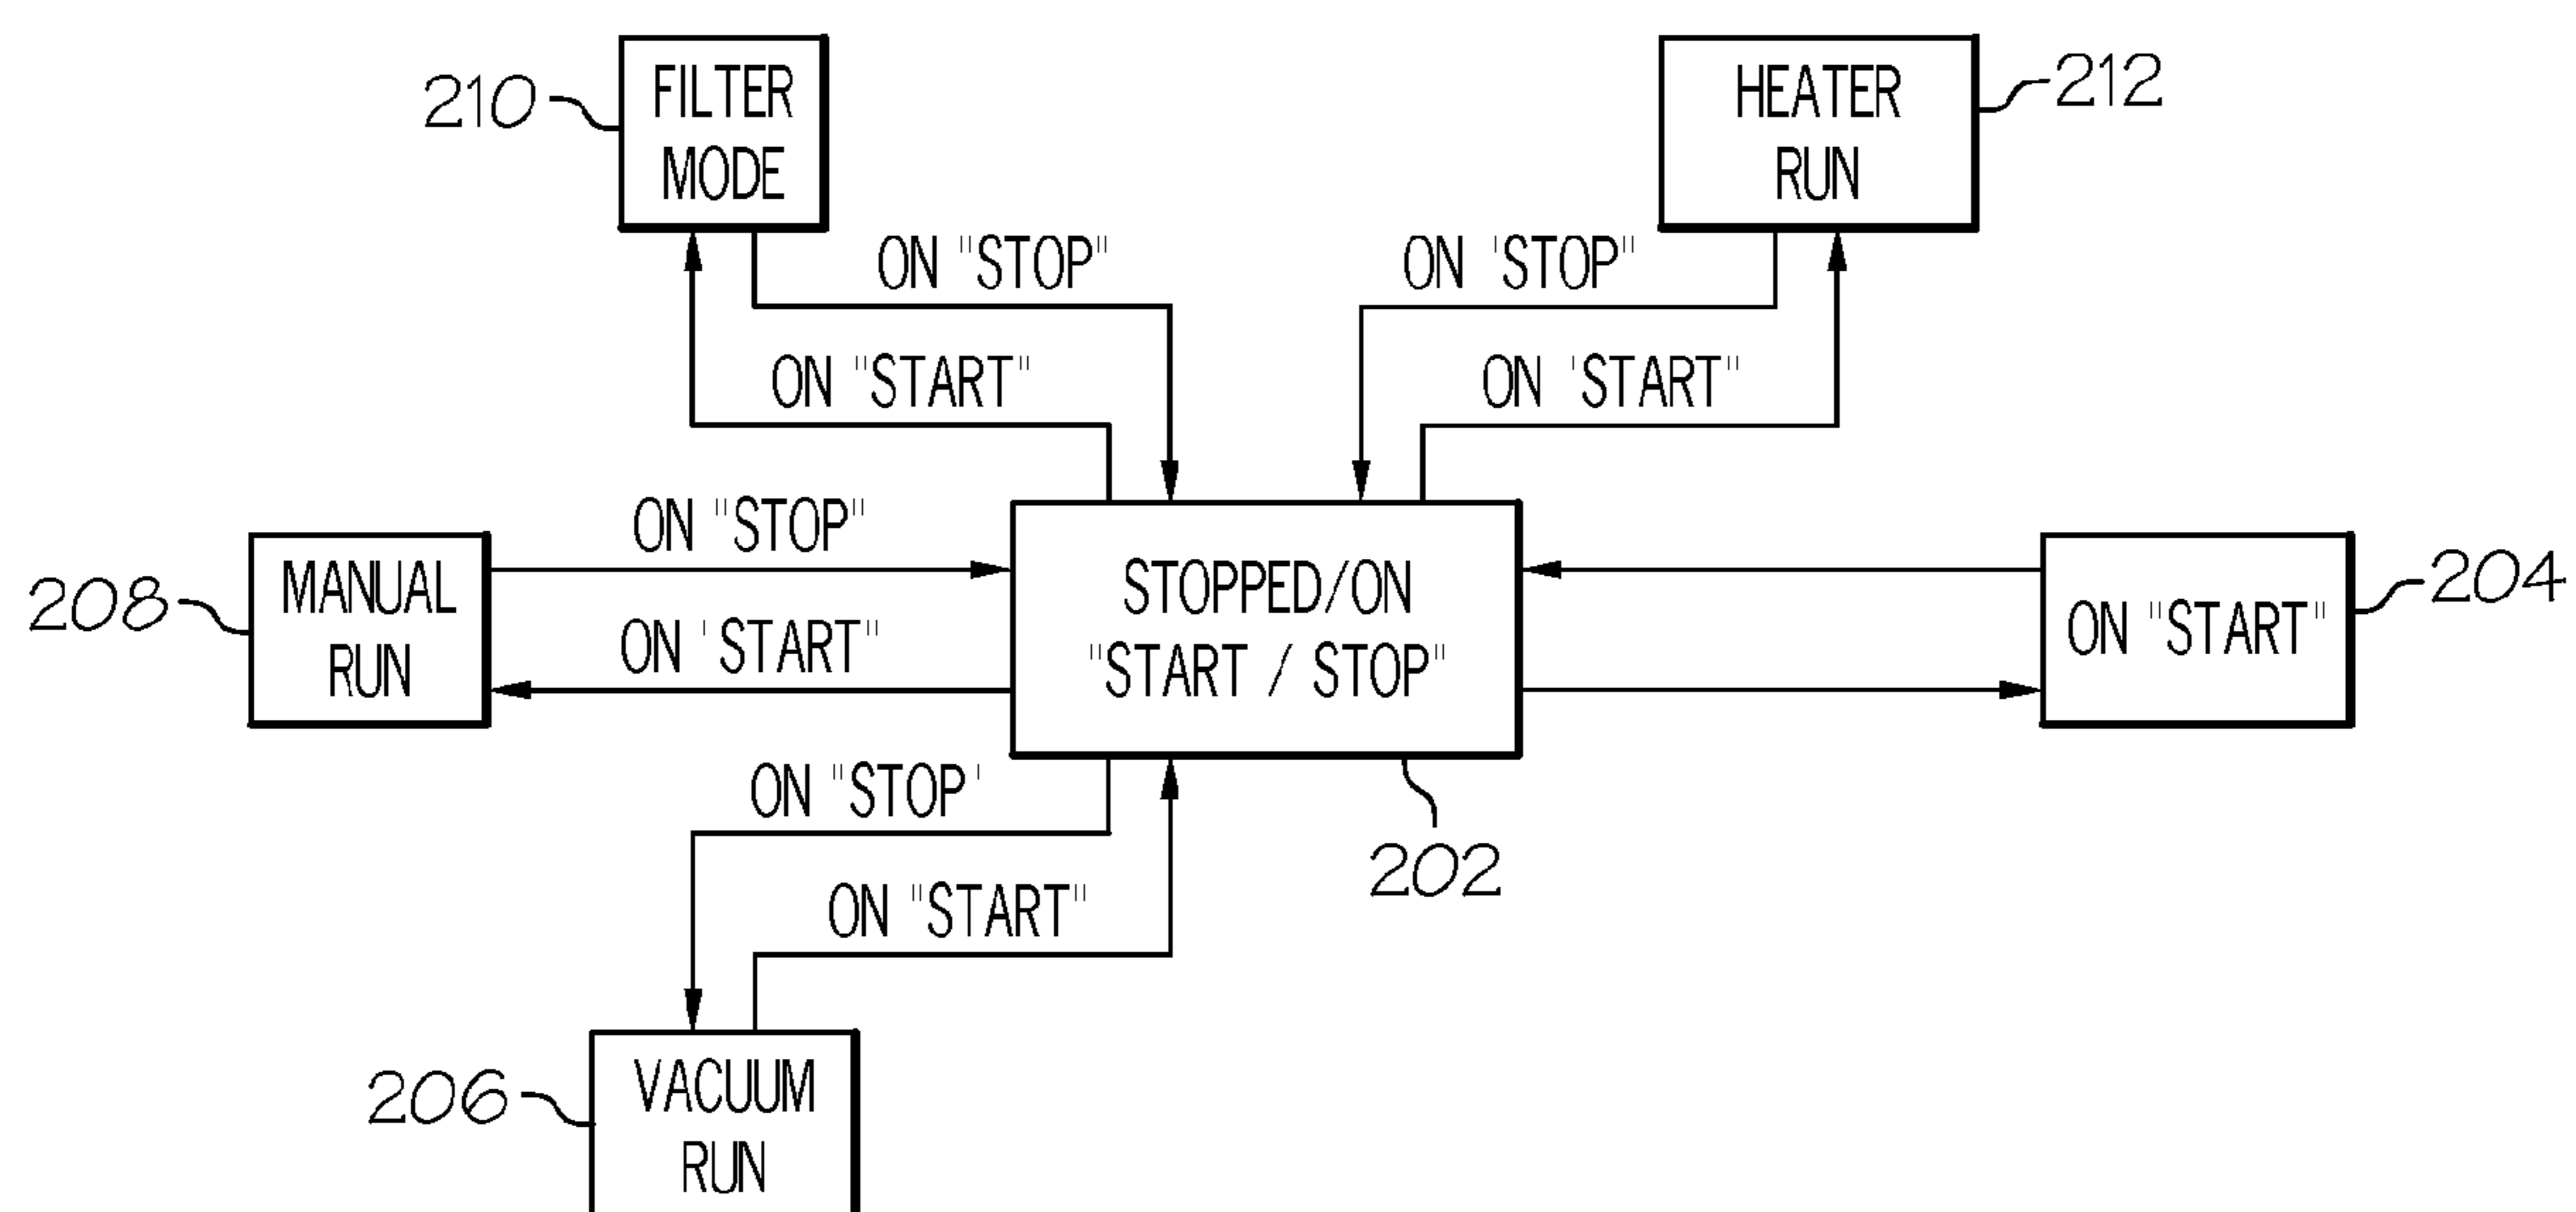 210
FILTER
MODE
HEATER
RUN
212
ON "STOP"
ON 'STOP"
ON "START"
ON 'START"
208
MANUAL
RUN
ON "STOP"
ON 'START"
STOPPED/ON
"START / STOP"
ON "START"
204
ON "STOP'
202
ON "START"
206
VACUUM
RUN